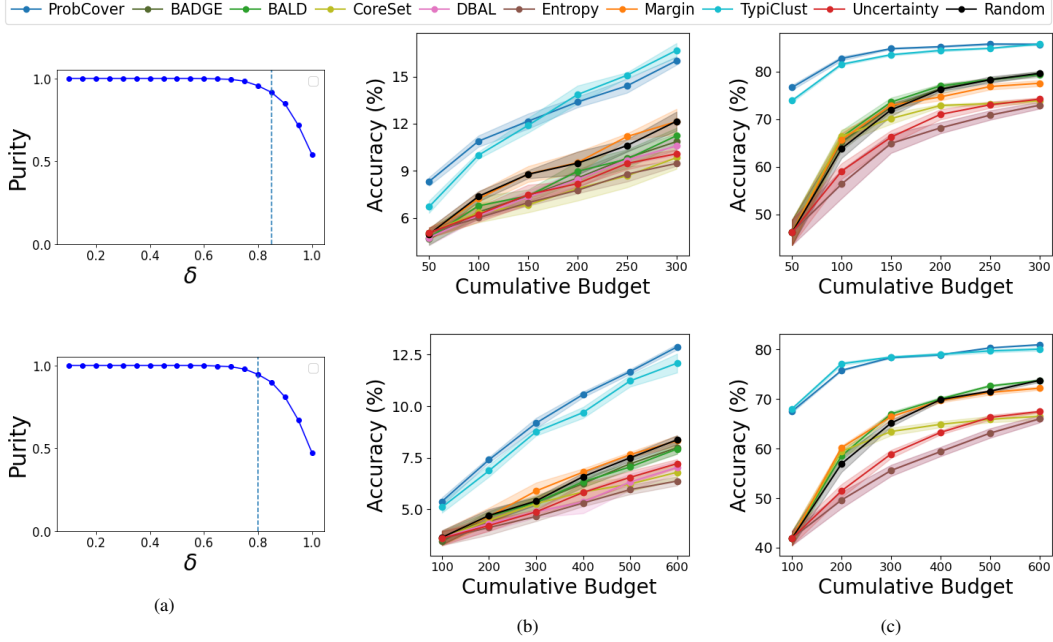 ProbCover BADGE BALD CoreSet DBAL Entropy Margin TypiClust Uncertainty Random
Purity
1.0
0.5
0.0
0.2 0.4 0.6 0.8 1.0
δ
Accuracy (%)
15
12
9
6
50 100 150 200 250 300
Cumulative Budget
Accuracy (%)
80
70
60
50
50 100 150 200 250 300
Cumulative Budget
Purity
1.0
0.5
0.0
0.2 0.4 0.6 0.8 1.0
δ
Accuracy (%)
12.5
10.0
7.5
5.0
100 200 300 400 500 600
Cumulative Budget
Accuracy (%)
80
70
60
50
40
100 200 300 400 500 600
Cumulative Budget
(a)
(b)
(c)